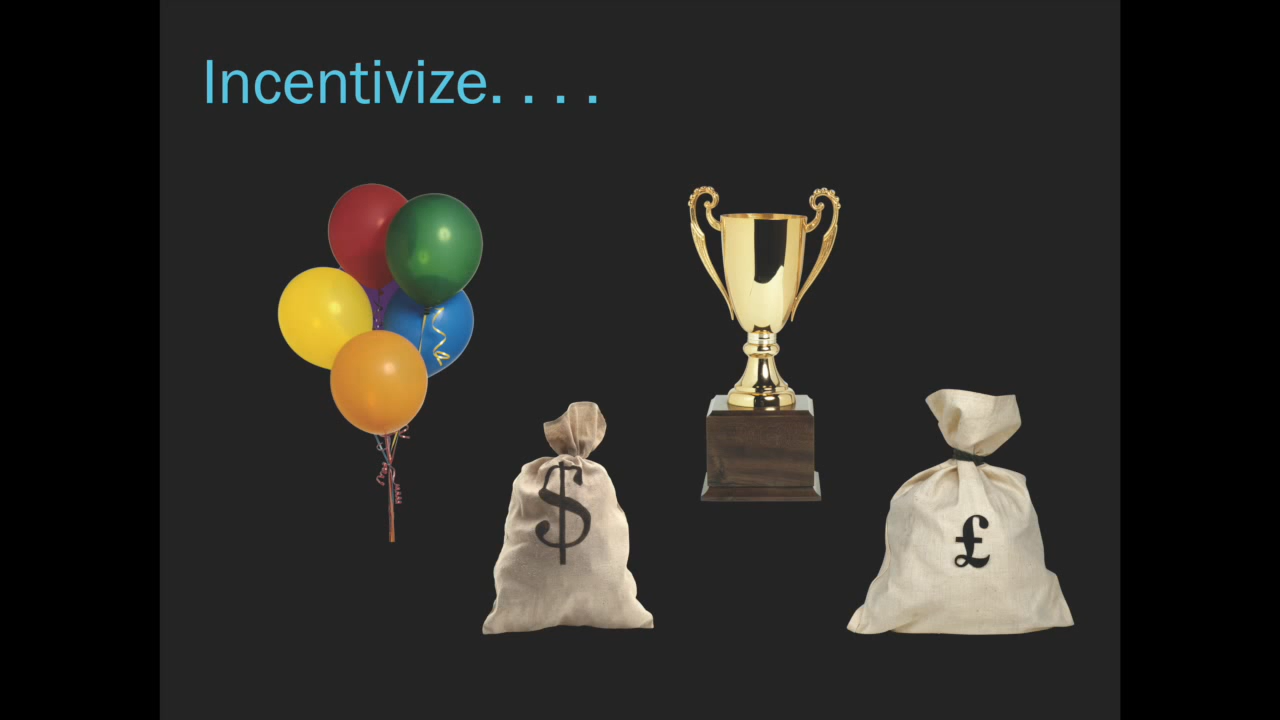 Incentivize. . . .
$
£